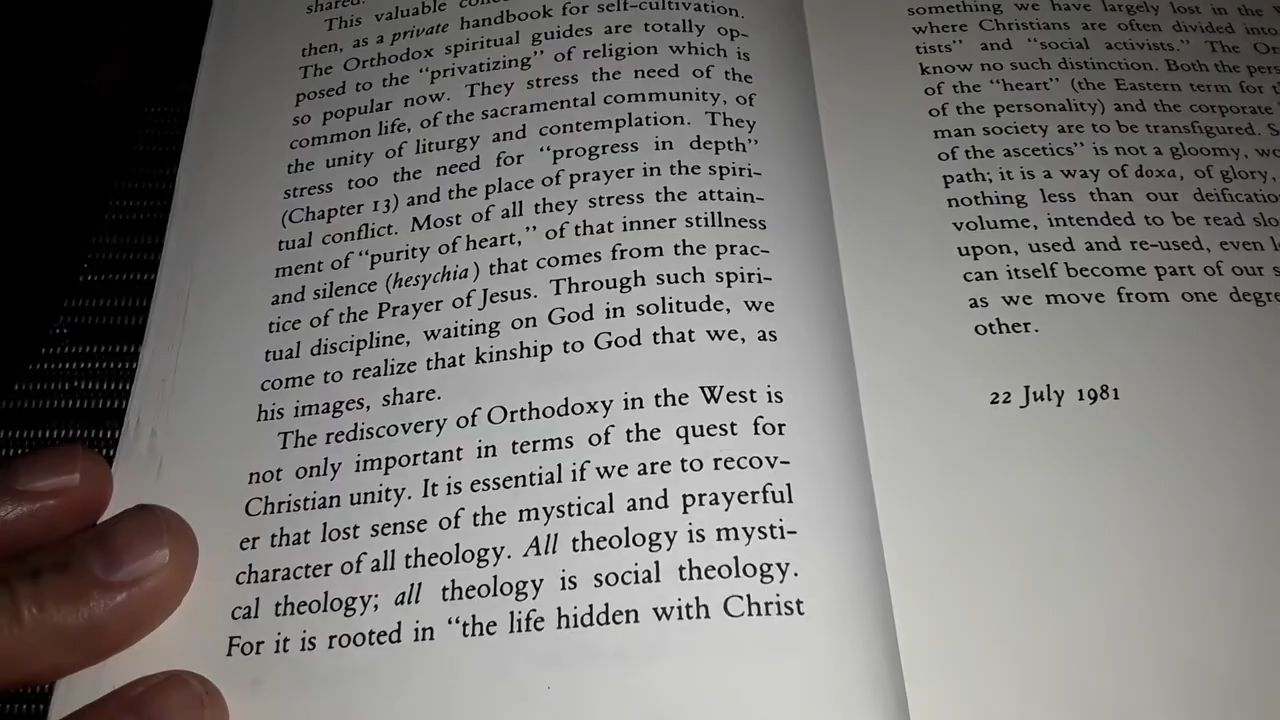 shared.
This valuable
then, as a private handbook for self-cultivation.
The Orthodox spiritual guides are totally op-
posed to the "privatizing" of religion which is
so popular now. They stress the need of the
common life, of the sacramental community, of
the unity of liturgy and contemplation. They
stress too the need for "progress in depth"
(Chapter 13) and the place of prayer in the spiri-
tual conflict. Most of all they stress the attain-
ment of "purity of heart," of that inner stillness
and silence (hesychia) that comes from the prac-
tice of the Prayer of Jesus. Through such spiri-
tual discipline, waiting on God in solitude, we
come to realize that kinship to God that we, as
his images, share.
The rediscovery of Orthodoxy in the West is
not only important in terms of the quest for
Christian unity. It is essential if we are to recov-
er that lost sense of the mystical and prayerful
character of all theology. All theology is mysti-
cal theology; all theology is social theology.
For it is rooted in "the life hidden with Christ
something we have largely lost in the
where Christians are often divided into
tists" and "social activists." The
know no such distinction. Both the
of the "heart" (the Eastern term for
of the personality) and the corporate
man society are to be transfigured.
of the ascetics" is not a gloomy,
path; it is a way of doxa, of glory,
nothing less than our
volume, intended to be read
upon, used and re-used, even
can itself become part of our
as we move from one
other.
22 July 1981